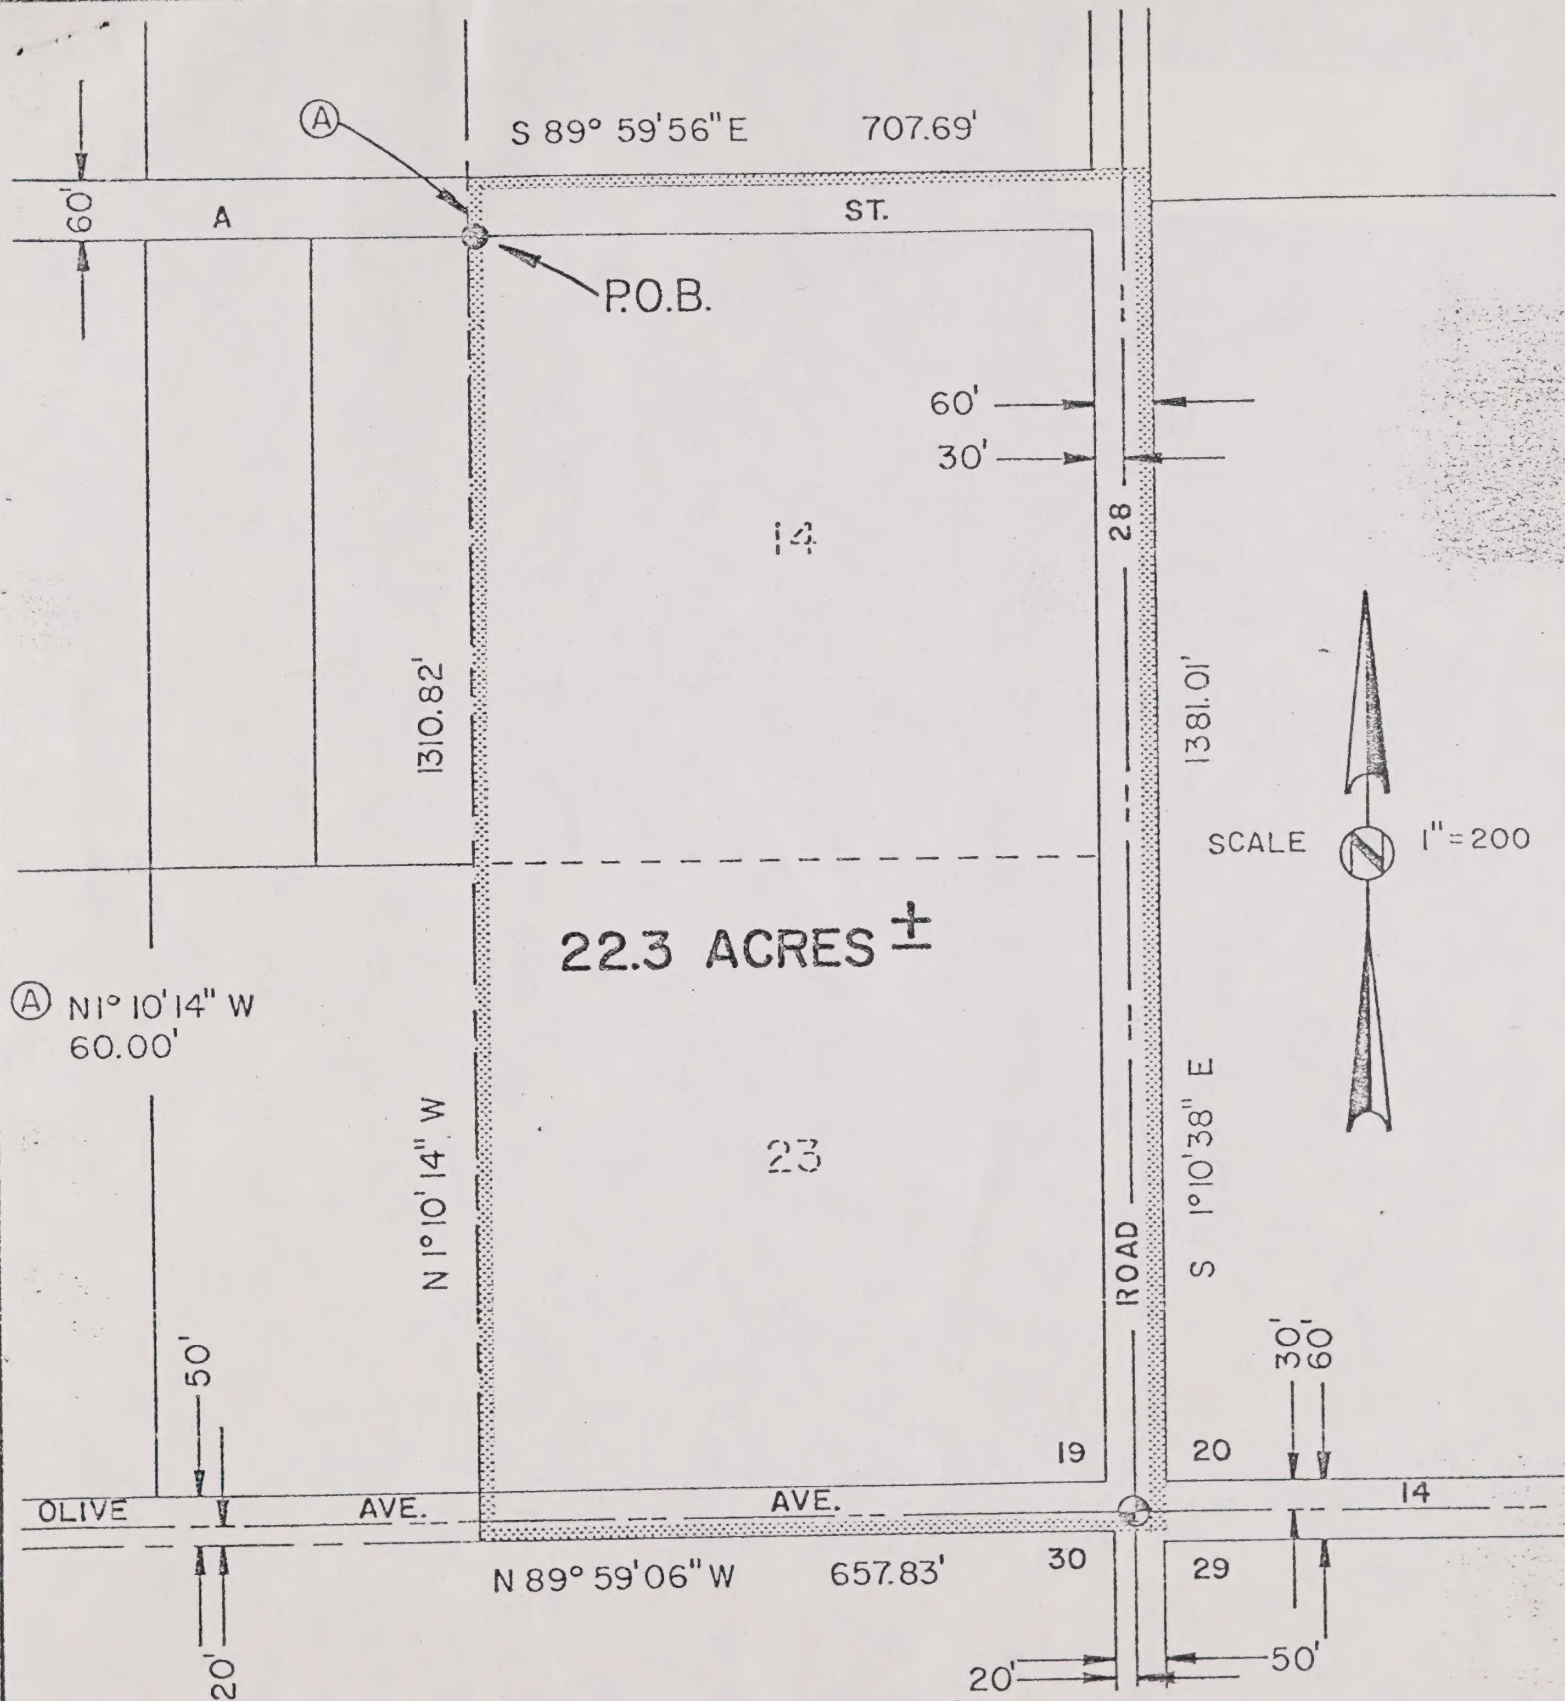 Ⓐ
S 89° 59' 56" E 707.69'
60'
A
ST.
P.O.B.
60'
30'
14
28
1310.82'
1381.01'
SCALE N 1"=200
22.3 ACRES ±
Ⓐ N 1° 10' 14" W
60.00'
N 1° 10' 14" W
23
ROAD
S 1° 10' 38" E
50'
30'
60'
19
20
OLIVE AVE.
AVE.
14
N 89° 59' 06" W 657.83'
30
29
20'
20'
50'